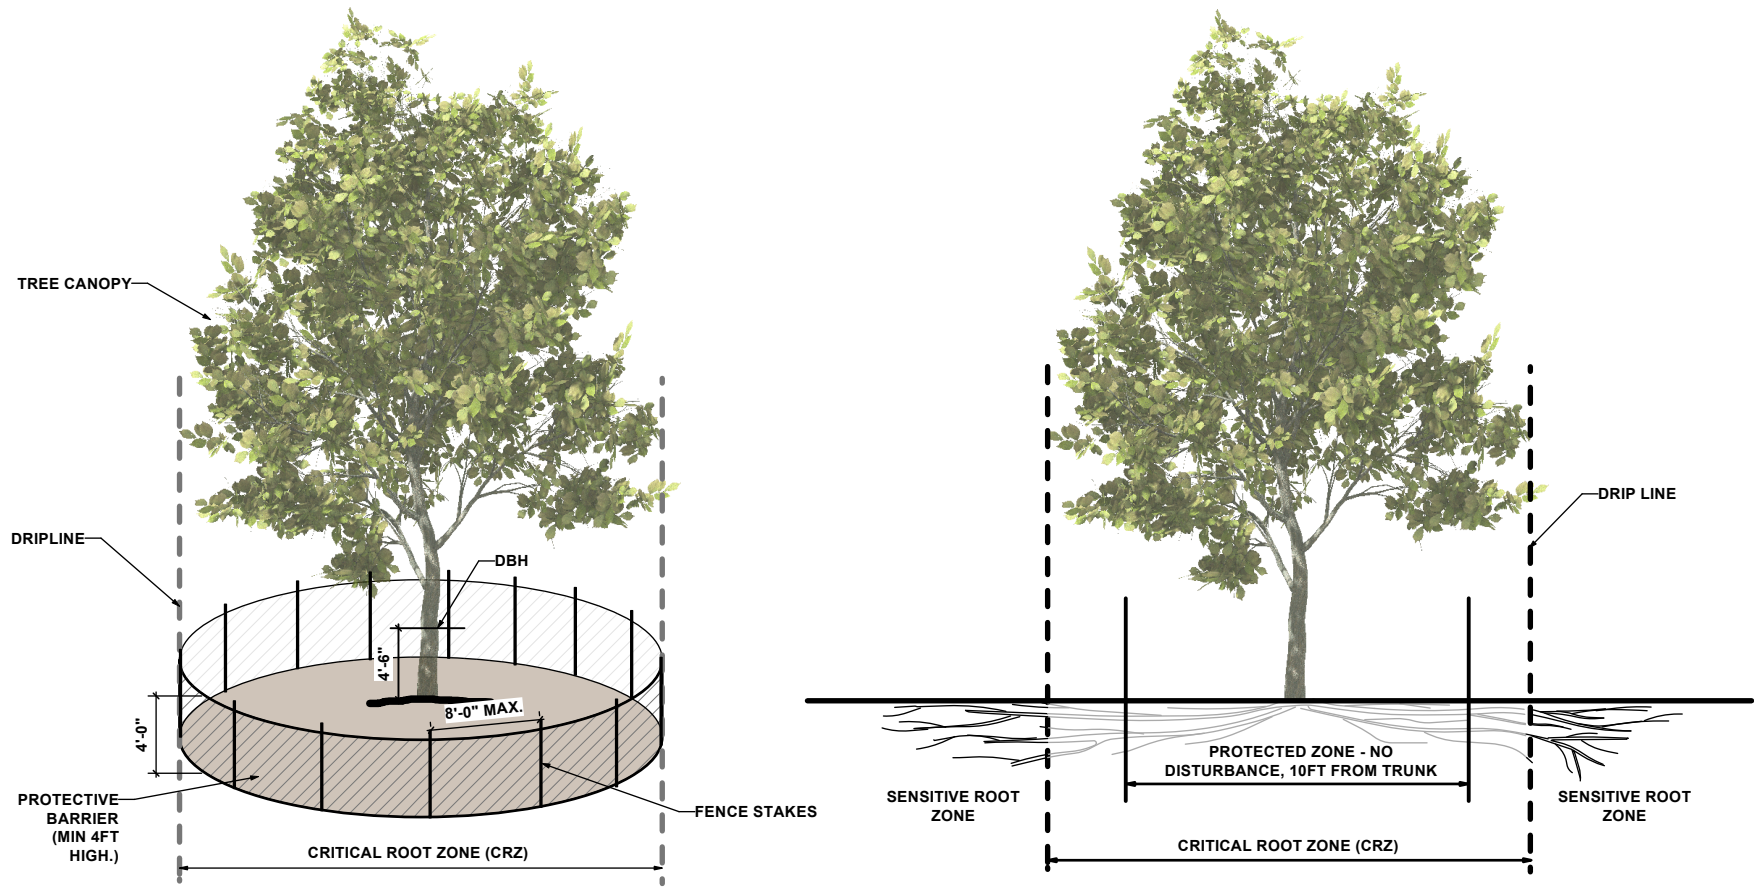 TREE CANOPY
DRIPLINE
DBH
4'-6"
8'-0" MAX.
4'-0"
PROTECTIVE
BARRIER
(MIN 4FT
HIGH.)
FENCE STAKES
CRITICAL ROOT ZONE (CRZ)
DRIP LINE
PROTECTED ZONE - NO
DISTURBANCE, 10FT FROM TRUNK
SENSITIVE ROOT
ZONE
SENSITIVE ROOT
ZONE
CRITICAL ROOT ZONE (CRZ)